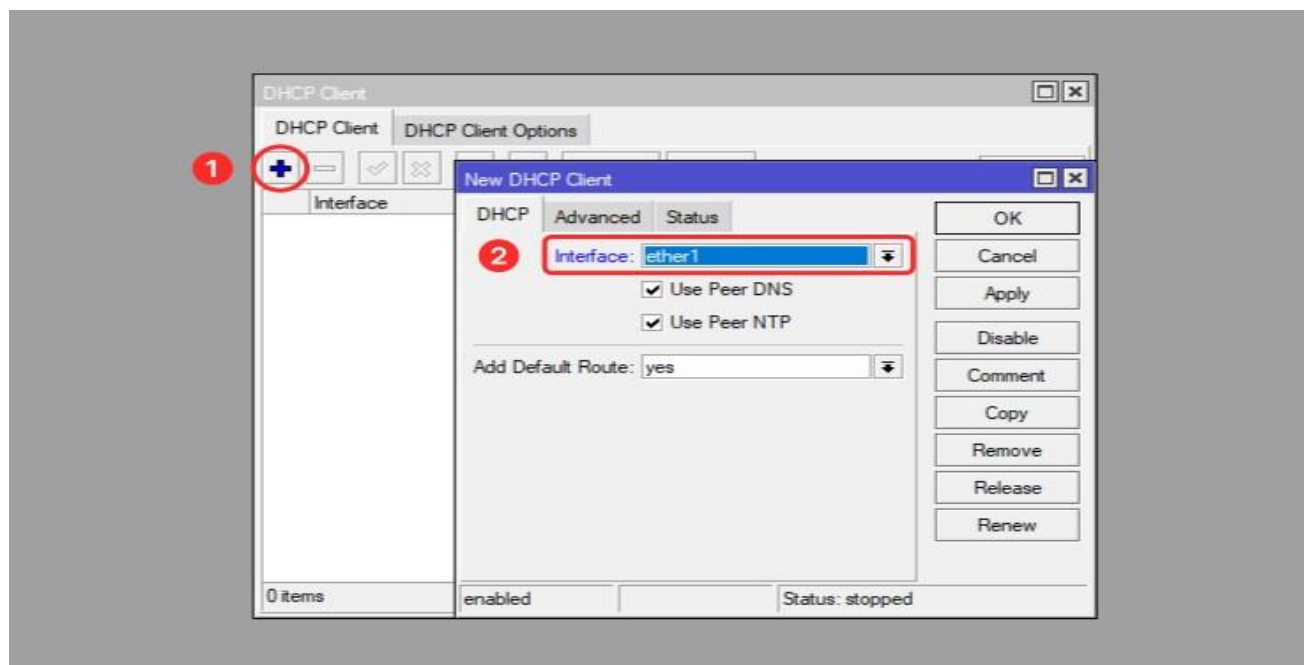 DHCP Client
DHCP Client DHCP Client Options
1
New DHCP Client
Interface
DHCP Advanced Status
2 Interface: ether1
Use Peer DNS
Use Peer NTP
Add Default Route: yes
OK
Cancel
Apply
Disable
Comment
Copy
Remove
Release
Renew
0 items
enabled Status: stopped